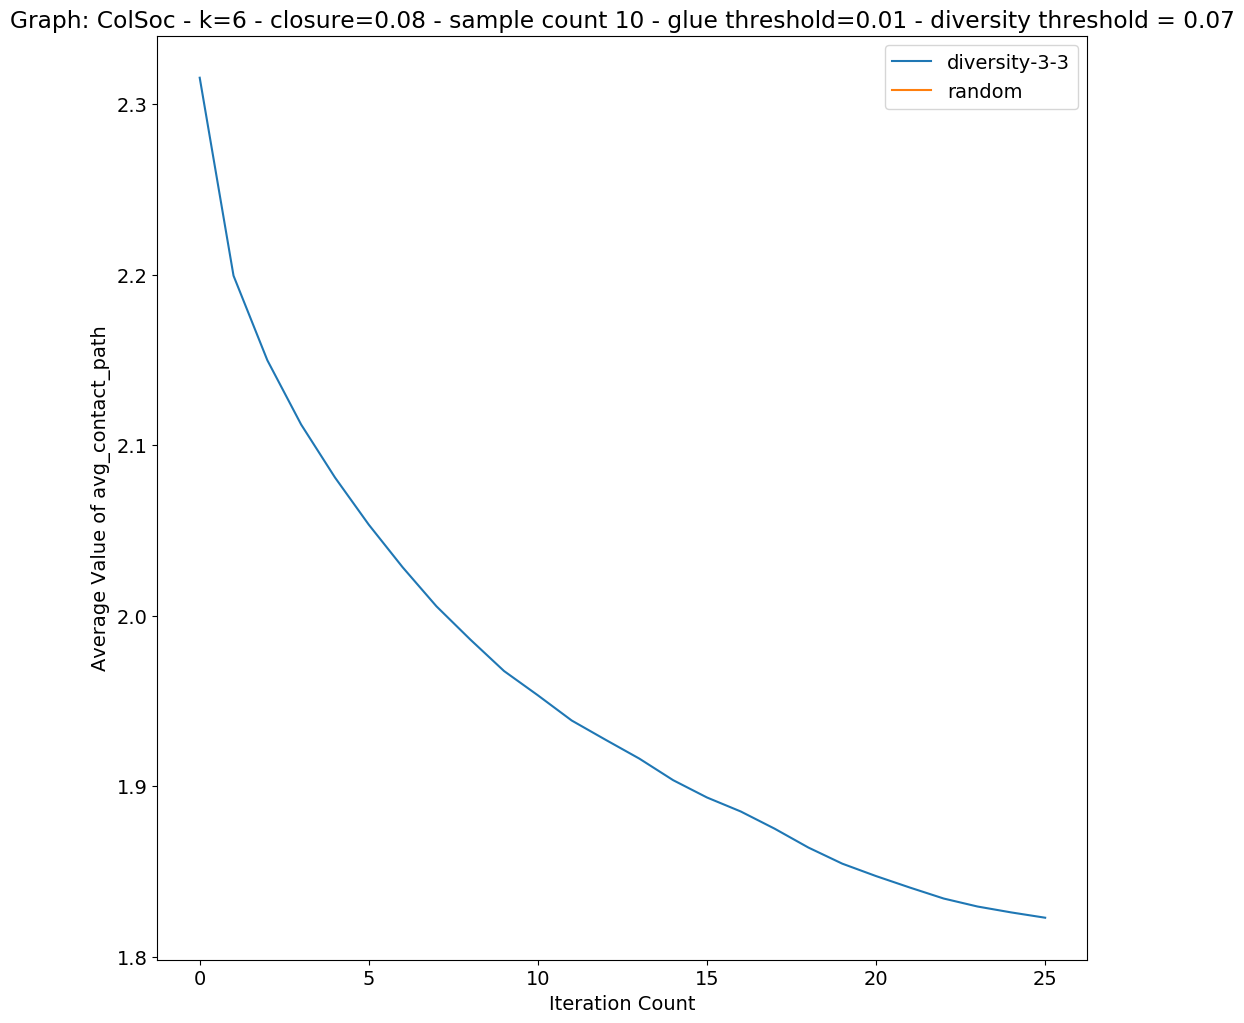 Graph: ColSoc - k=6 - closure=0.08 - sample count 10 - glue threshold=0.01 - diversity threshold = 0.07
diversity-3-3
random
2.3
2.2
2.1
2.0
1.9
1.8
Average Value of avg_contact_path
0 5 10 15 20 25
Iteration Count